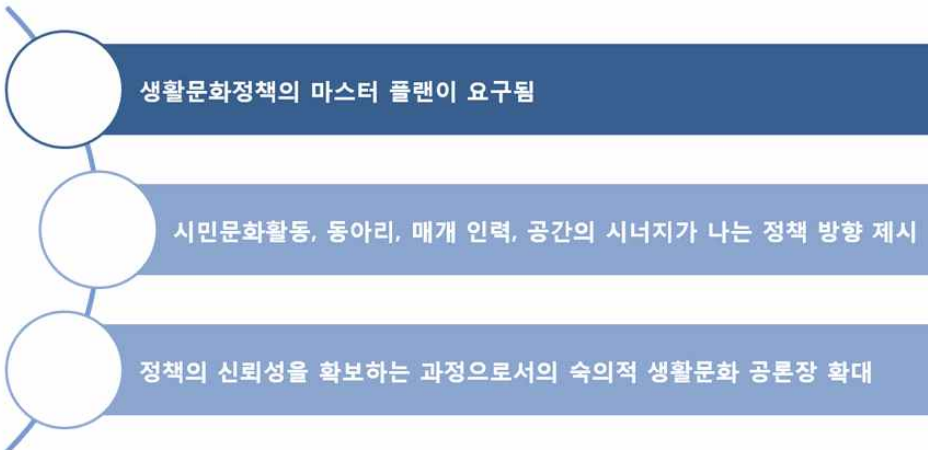 생활문화정책의 마스터 플랜이 요구됨
시민문화활동, 동아리, 매개 인력, 공간의 시너지가 나는 정책 방향 제시
정책의 신뢰성을 확보하는 과정으로서의 숙의적 생활문화 공론장 확대